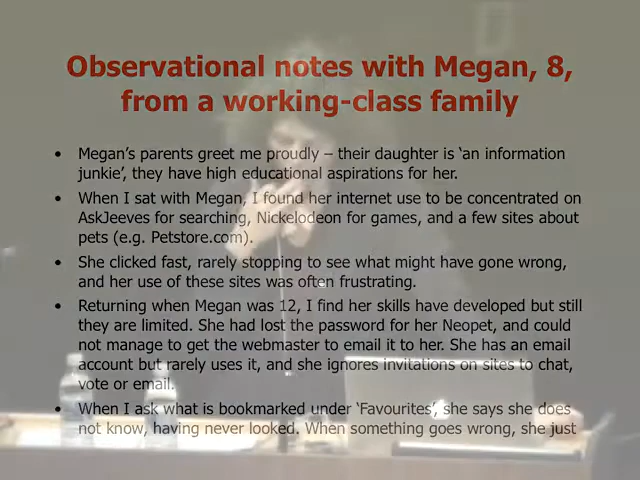 Observational notes with Megan, 8,
from a working-class family
• Megan's parents greet me proudly – their daughter is 'an information
junkie', they have high educational aspirations for her.
• When I sat with Megan, I found her internet use to be concentrated on
AskJeeves for searching, Nickelodeon for games, and a few sites about
pets (e.g. Petstore.com).
• She clicked fast, rarely stopping to see what might have gone wrong,
and her use of these sites was often frustrating.
• Returning when Megan was 12, I find her skills have developed but still
they are limited. She had lost the password for her Neopet, and could
not manage to get the webmaster to email it to her. She has an email
account but rarely uses it, and she ignores invitations on sites to chat,
vote or email.
• When I ask what is bookmarked under 'Favourites', she says she does
not know, having never looked. When something goes wrong, she just